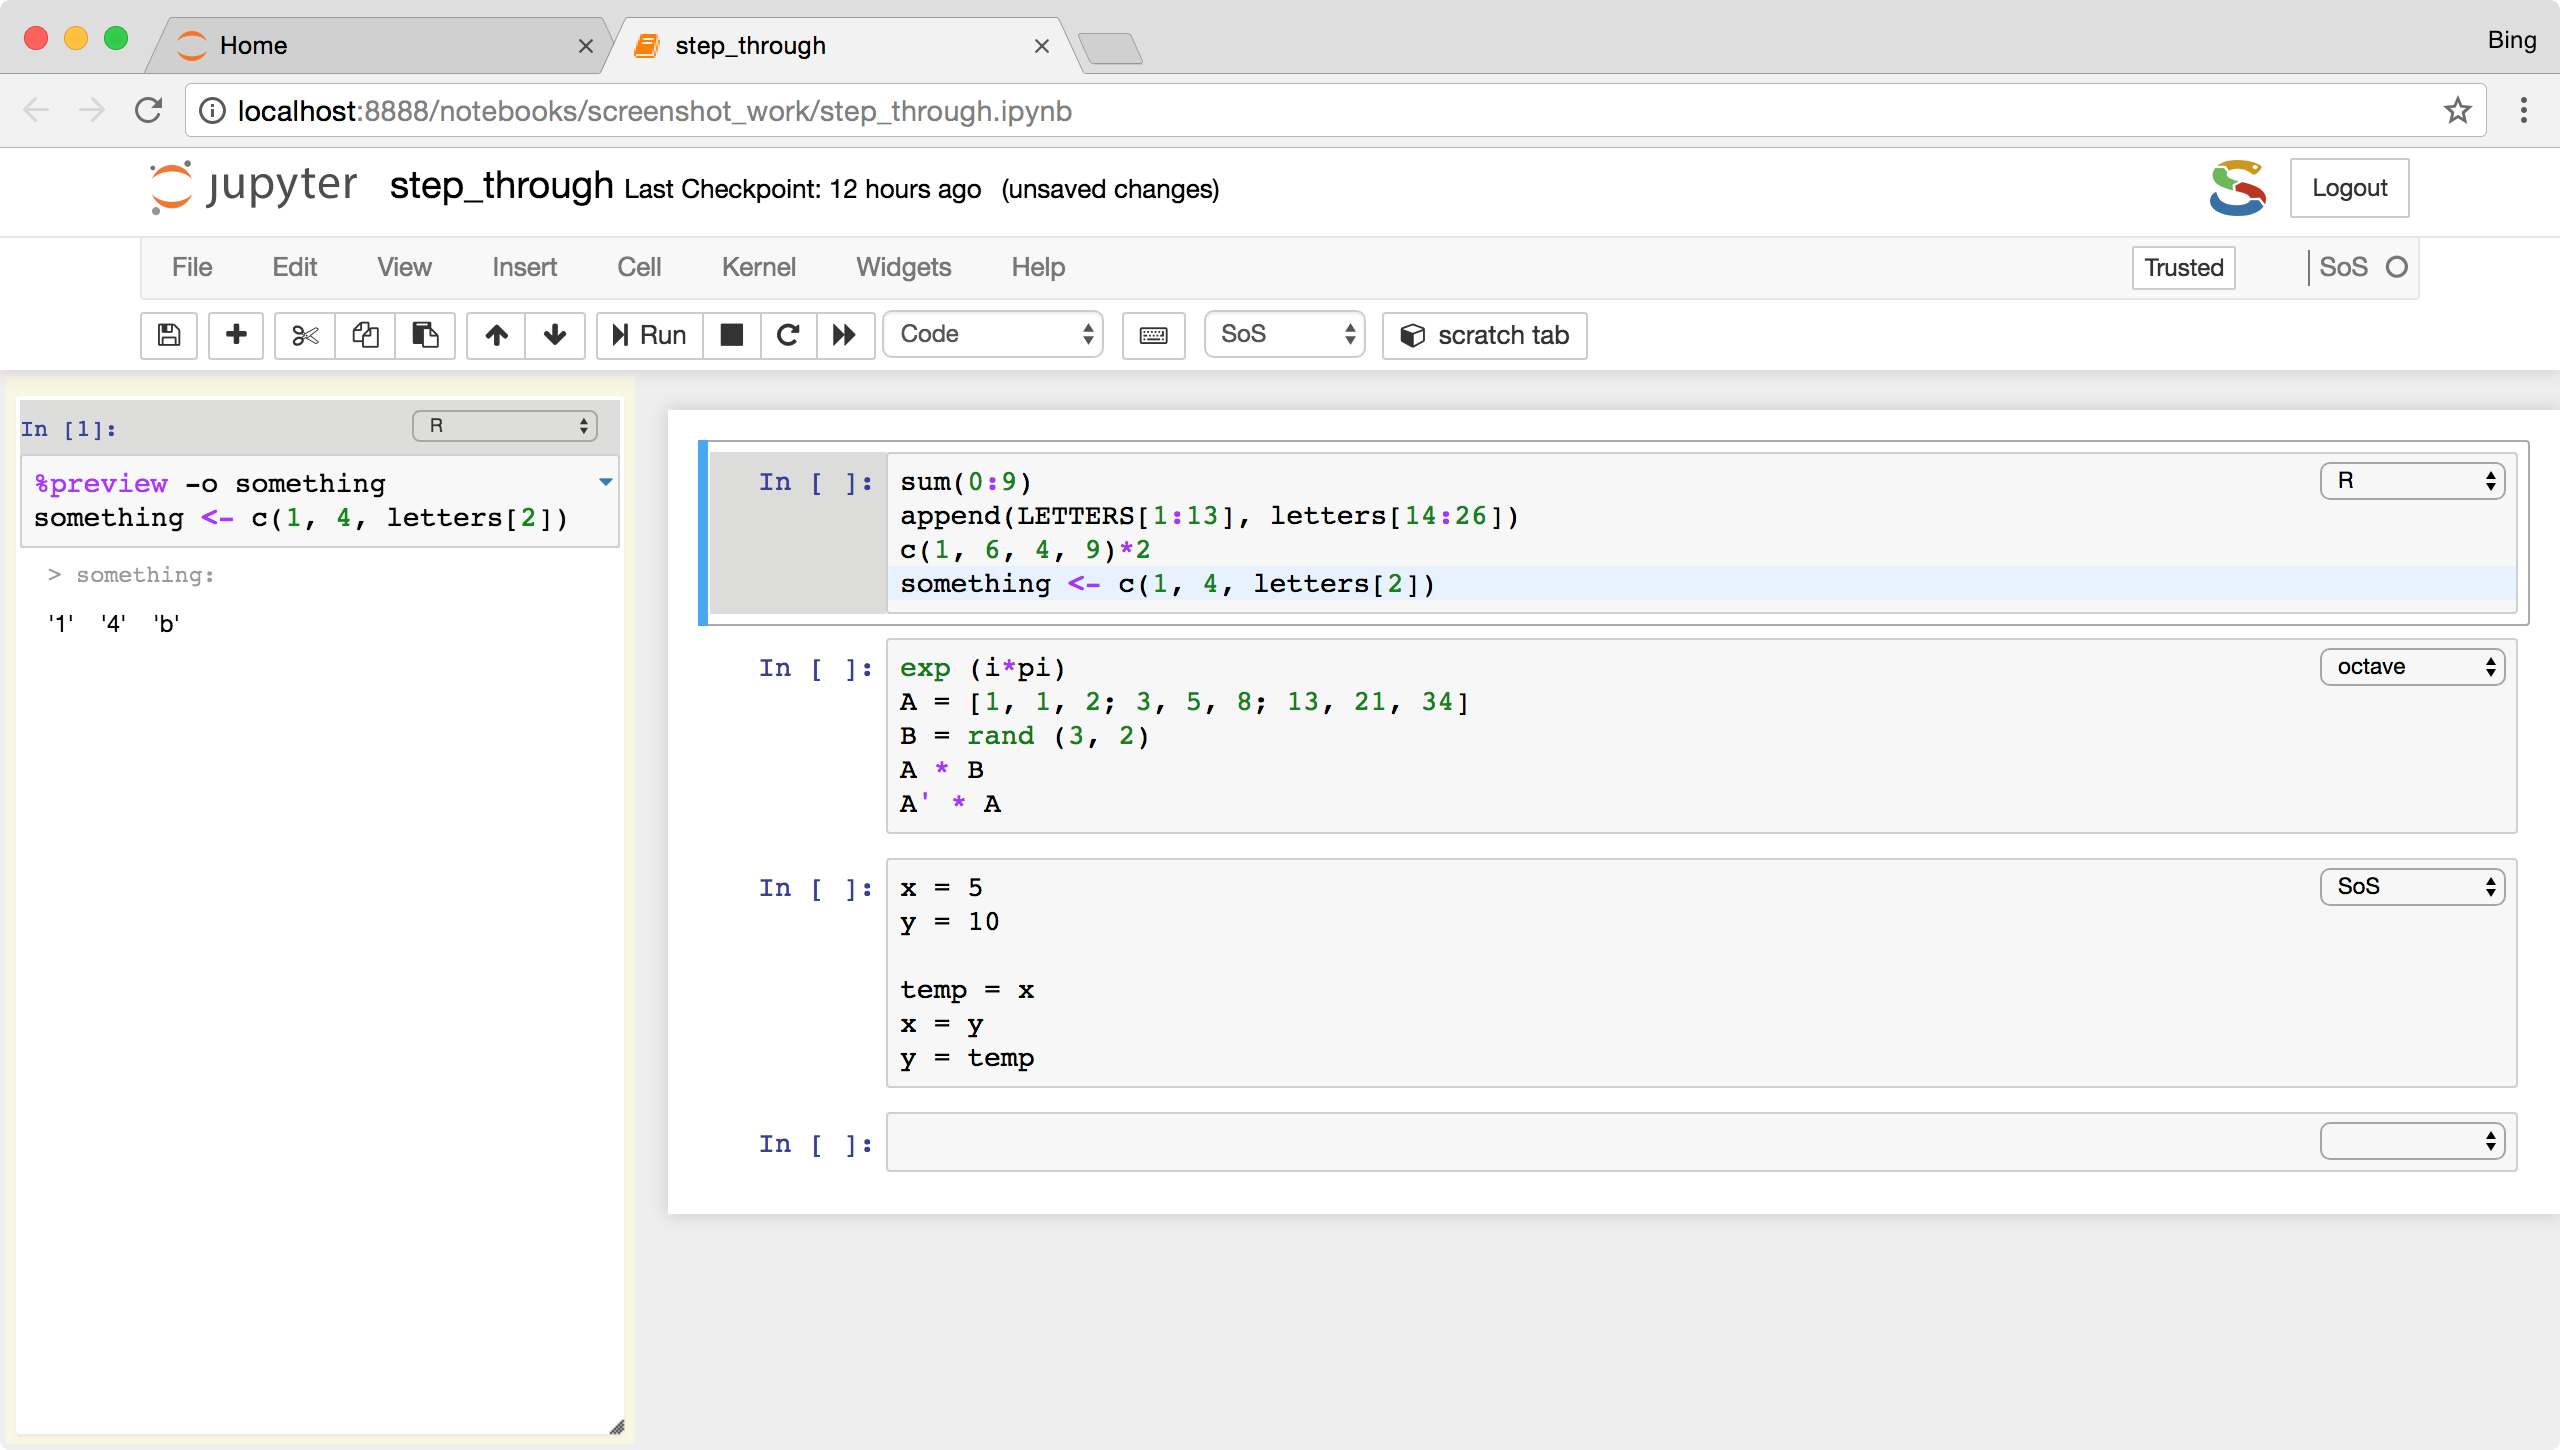 Home
step_through
Bing
localhost:8888/notebooks/screenshot_work/step_through.ipynb
jupyter step_through Last Checkpoint: 12 hours ago (unsaved changes)
Logout
File Edit View Insert Cell Kernel Widgets Help
Trusted
SoS
Run
Code
SoS
scratch tab
In [1]:
R
%preview -o something
something <- c(1, 4, letters[2])
> something:
'1' '4' 'b'
In [ ]:
R
sum(0:9)
append(LETTERS[1:13], letters[14:26])
c(1, 6, 4, 9)*2
something <- c(1, 4, letters[2])
In [ ]:
octave
exp (i*pi)
A = [1, 1, 2; 3, 5, 8; 13, 21, 34]
B = rand (3, 2)
A * B
A' * A
In [ ]:
SoS
x = 5
y = 10
temp = x
x = y
y = temp
In [ ]: